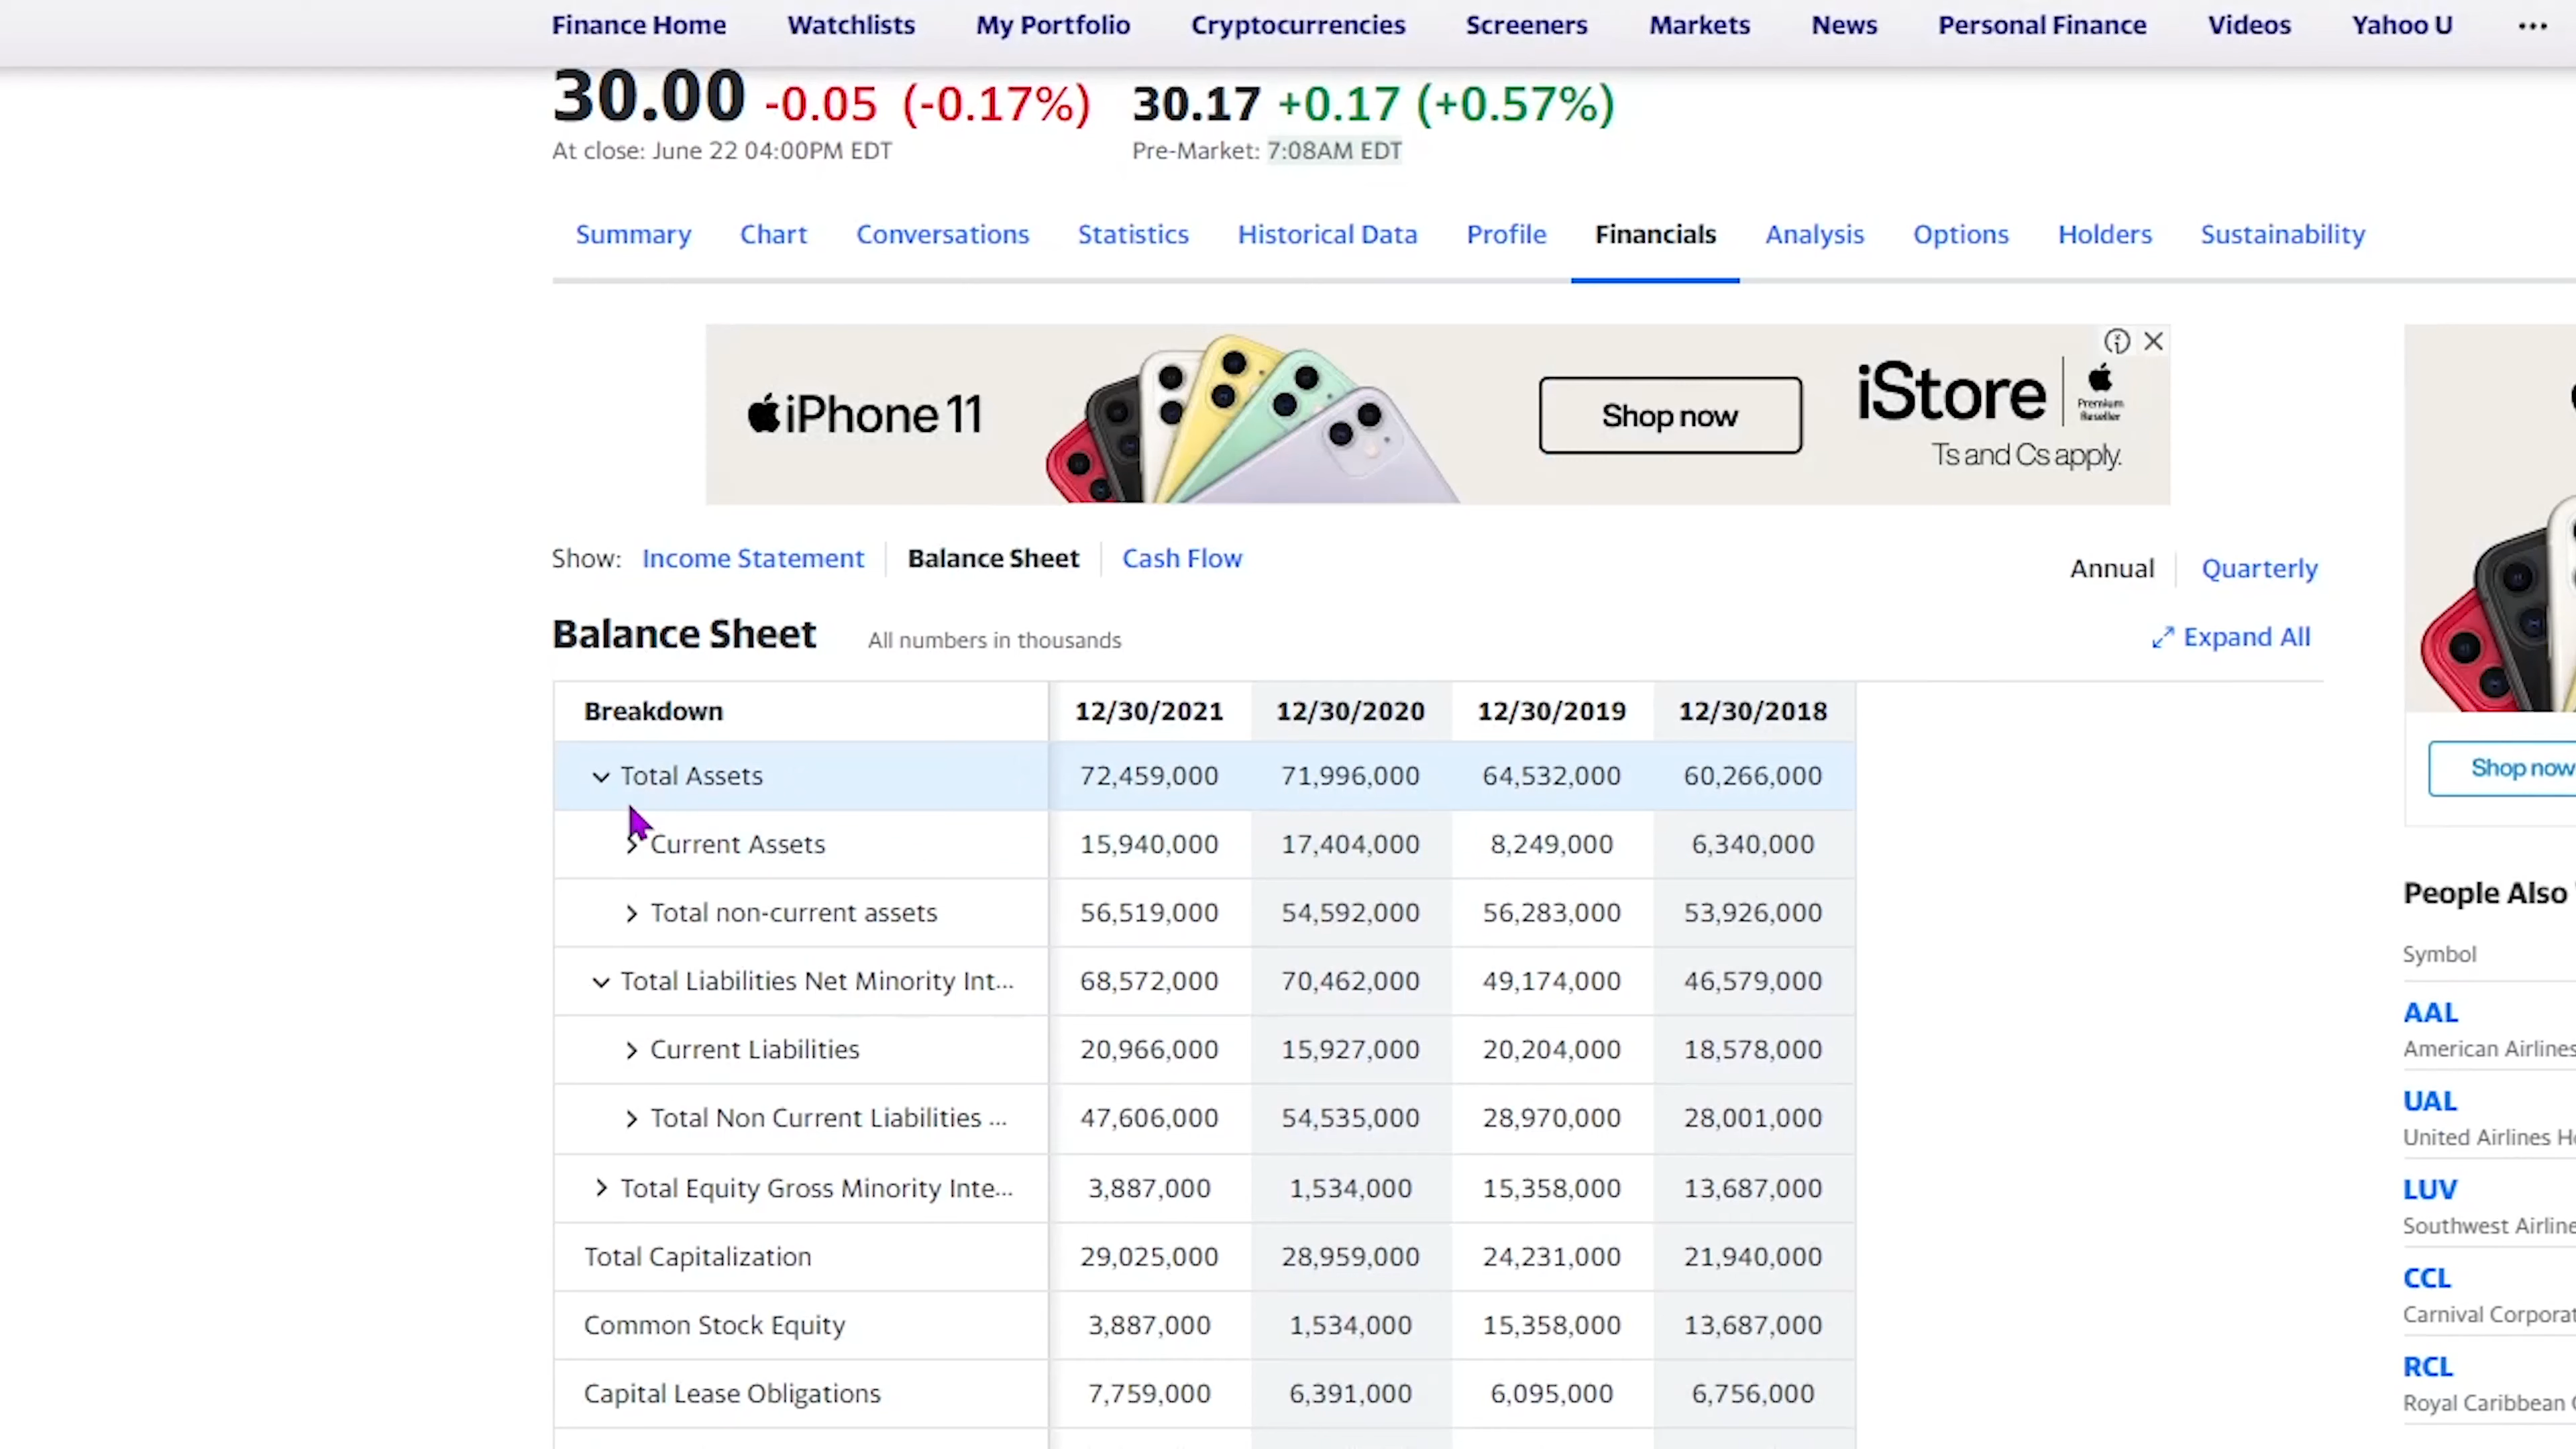 Finance Home Watchlists My Portfolio Cryptocurrencies Screeners Markets News Personal Finance Videos Yahoo U ...
30.00 -0.05 (-0.17%) 30.17 +0.17 (+0.57%)
At close: June 22 04:00PM EDT Pre-Market: 7:08AM EDT
Summary Chart Conversations Statistics Historical Data Profile Financials Analysis Options Holders Sustainability
iPhone 11
Shop now
iStore
Premium
Reseller
Ts and Cs apply.
Show: Income Statement Balance Sheet Cash Flow
Annual Quarterly
Balance Sheet All numbers in thousands
Expand All
Breakdown 12/30/2021 12/30/2020 12/30/2019 12/30/2018
Total Assets 72,459,000 71,996,000 64,532,000 60,266,000
Current Assets 15,940,000 17,404,000 8,249,000 6,340,000
Total non-current assets 56,519,000 54,592,000 56,283,000 53,926,000
Total Liabilities Net Minority Int... 68,572,000 70,462,000 49,174,000 46,579,000
Current Liabilities 20,966,000 15,927,000 20,204,000 18,578,000
Total Non Current Liabilities ... 47,606,000 54,535,000 28,970,000 28,001,000
Total Equity Gross Minority Inte... 3,887,000 1,534,000 15,358,000 13,687,000
Total Capitalization 29,025,000 28,959,000 24,231,000 21,940,000
Common Stock Equity 3,887,000 1,534,000 15,358,000 13,687,000
Capital Lease Obligations 7,759,000 6,391,000 6,095,000 6,756,000
Shop now
People Also
Symbol
AAL
American Airlines
UAL
United Airlines H
LUV
Southwest Airline
CCL
Carnival Corporat
RCL
Royal Caribbean